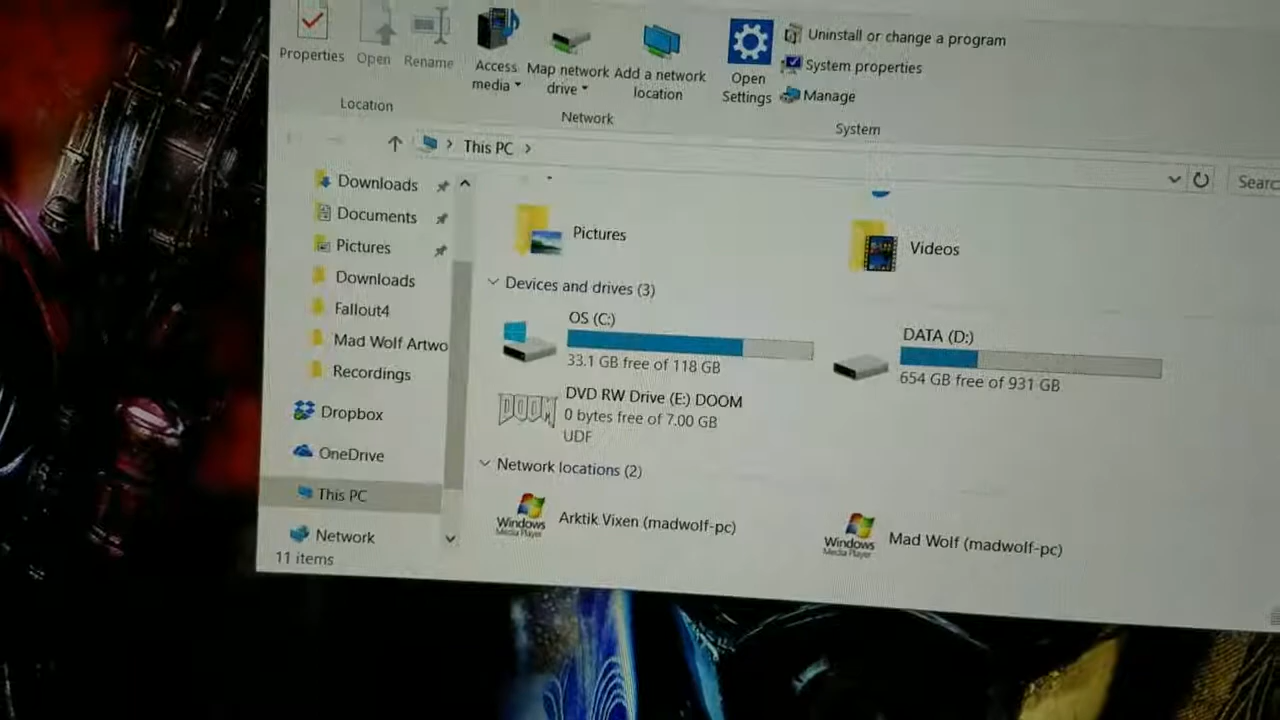 Properties
Open
Rename
Access
media
Map network
drive
Add a network
location
Open
Settings
Uninstall or change a program
System properties
Manage
Location
Network
System
This PC
Searc
Downloads
Documents
Pictures
Downloads
Fallout4
Mad Wolf Artwo
Recordings
Dropbox
OneDrive
This PC
Network
11 items
Pictures
Videos
Devices and drives (3)
OS (C:)
33.1 GB free of 118 GB
DATA (D:)
654 GB free of 931 GB
DOOM
DVD RW Drive (E:) DOOM
0 bytes free of 7.00 GB
UDF
Network locations (2)
Windows
Media Player
Arktik Vixen (madwolf-pc)
Windows
Media Player
Mad Wolf (madwolf-pc)